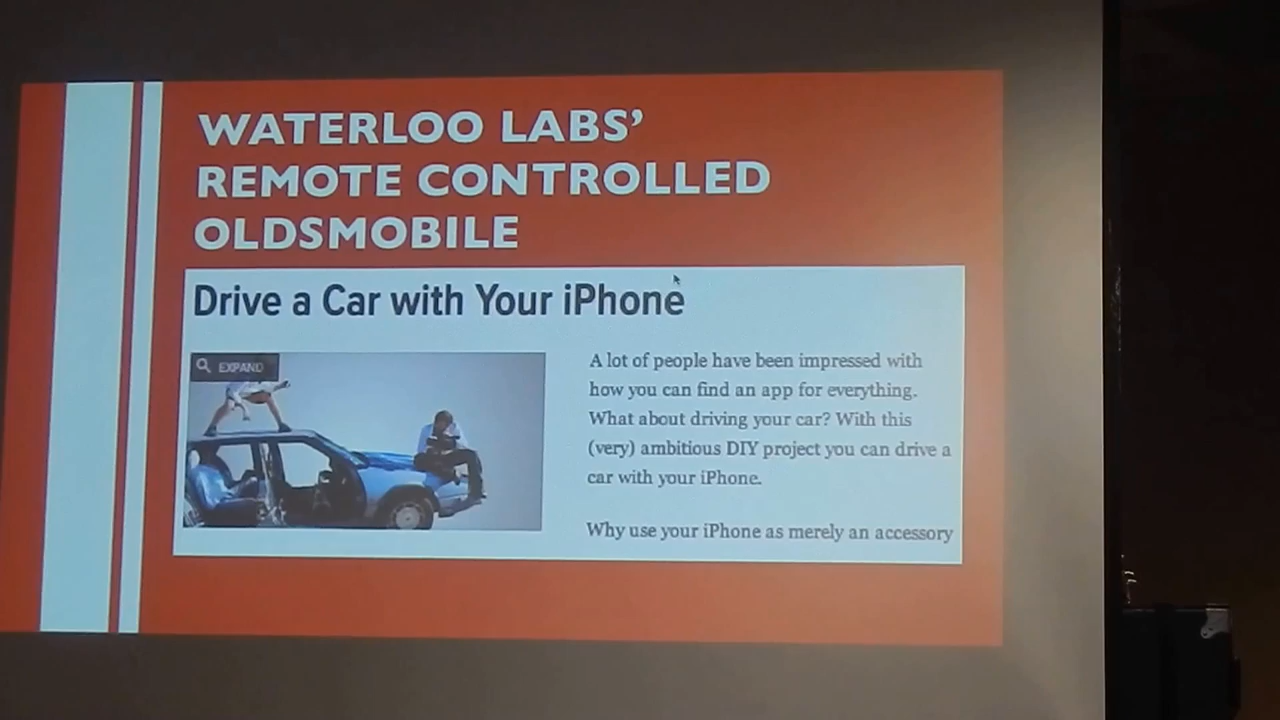 WATERLOO LABS'
REMOTE CONTROLLED
OLDSMOBILE
Drive a Car with Your iPhone
EXPAND
A lot of people have been impressed with
how you can find an app for everything.
What about driving your car? With this
(very) ambitious DIY project you can drive a
car with your iPhone.
Why use your iPhone as merely an accessory